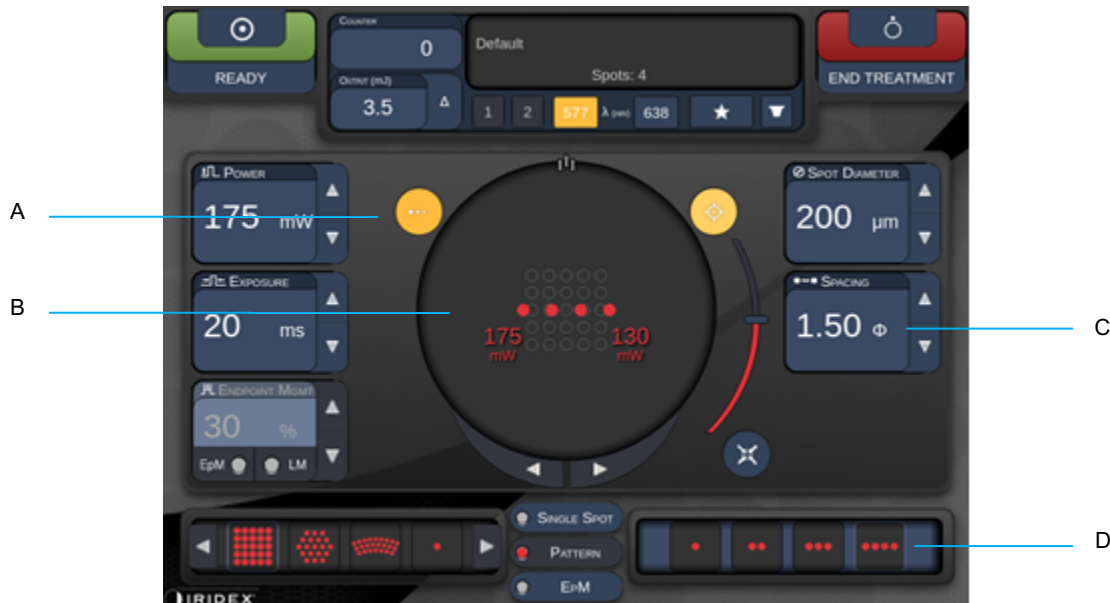 READY
COUNTER
0
OUTPUT (mJ)
3.5 Δ
Default
Spots: 4
1 2 577 λ (nm) 638
END TREATMENT
A
POWER
175 mW
SPOT DIAMETER
200 µm
B
EXPOSURE
20 ms
175 mW
130 mW
SPACING
1.50 Φ
C
ENDPOINT MGMT
30 %
EpM LM
SINGLE SPOT
PATTERN
EPM
D
IRIDEX